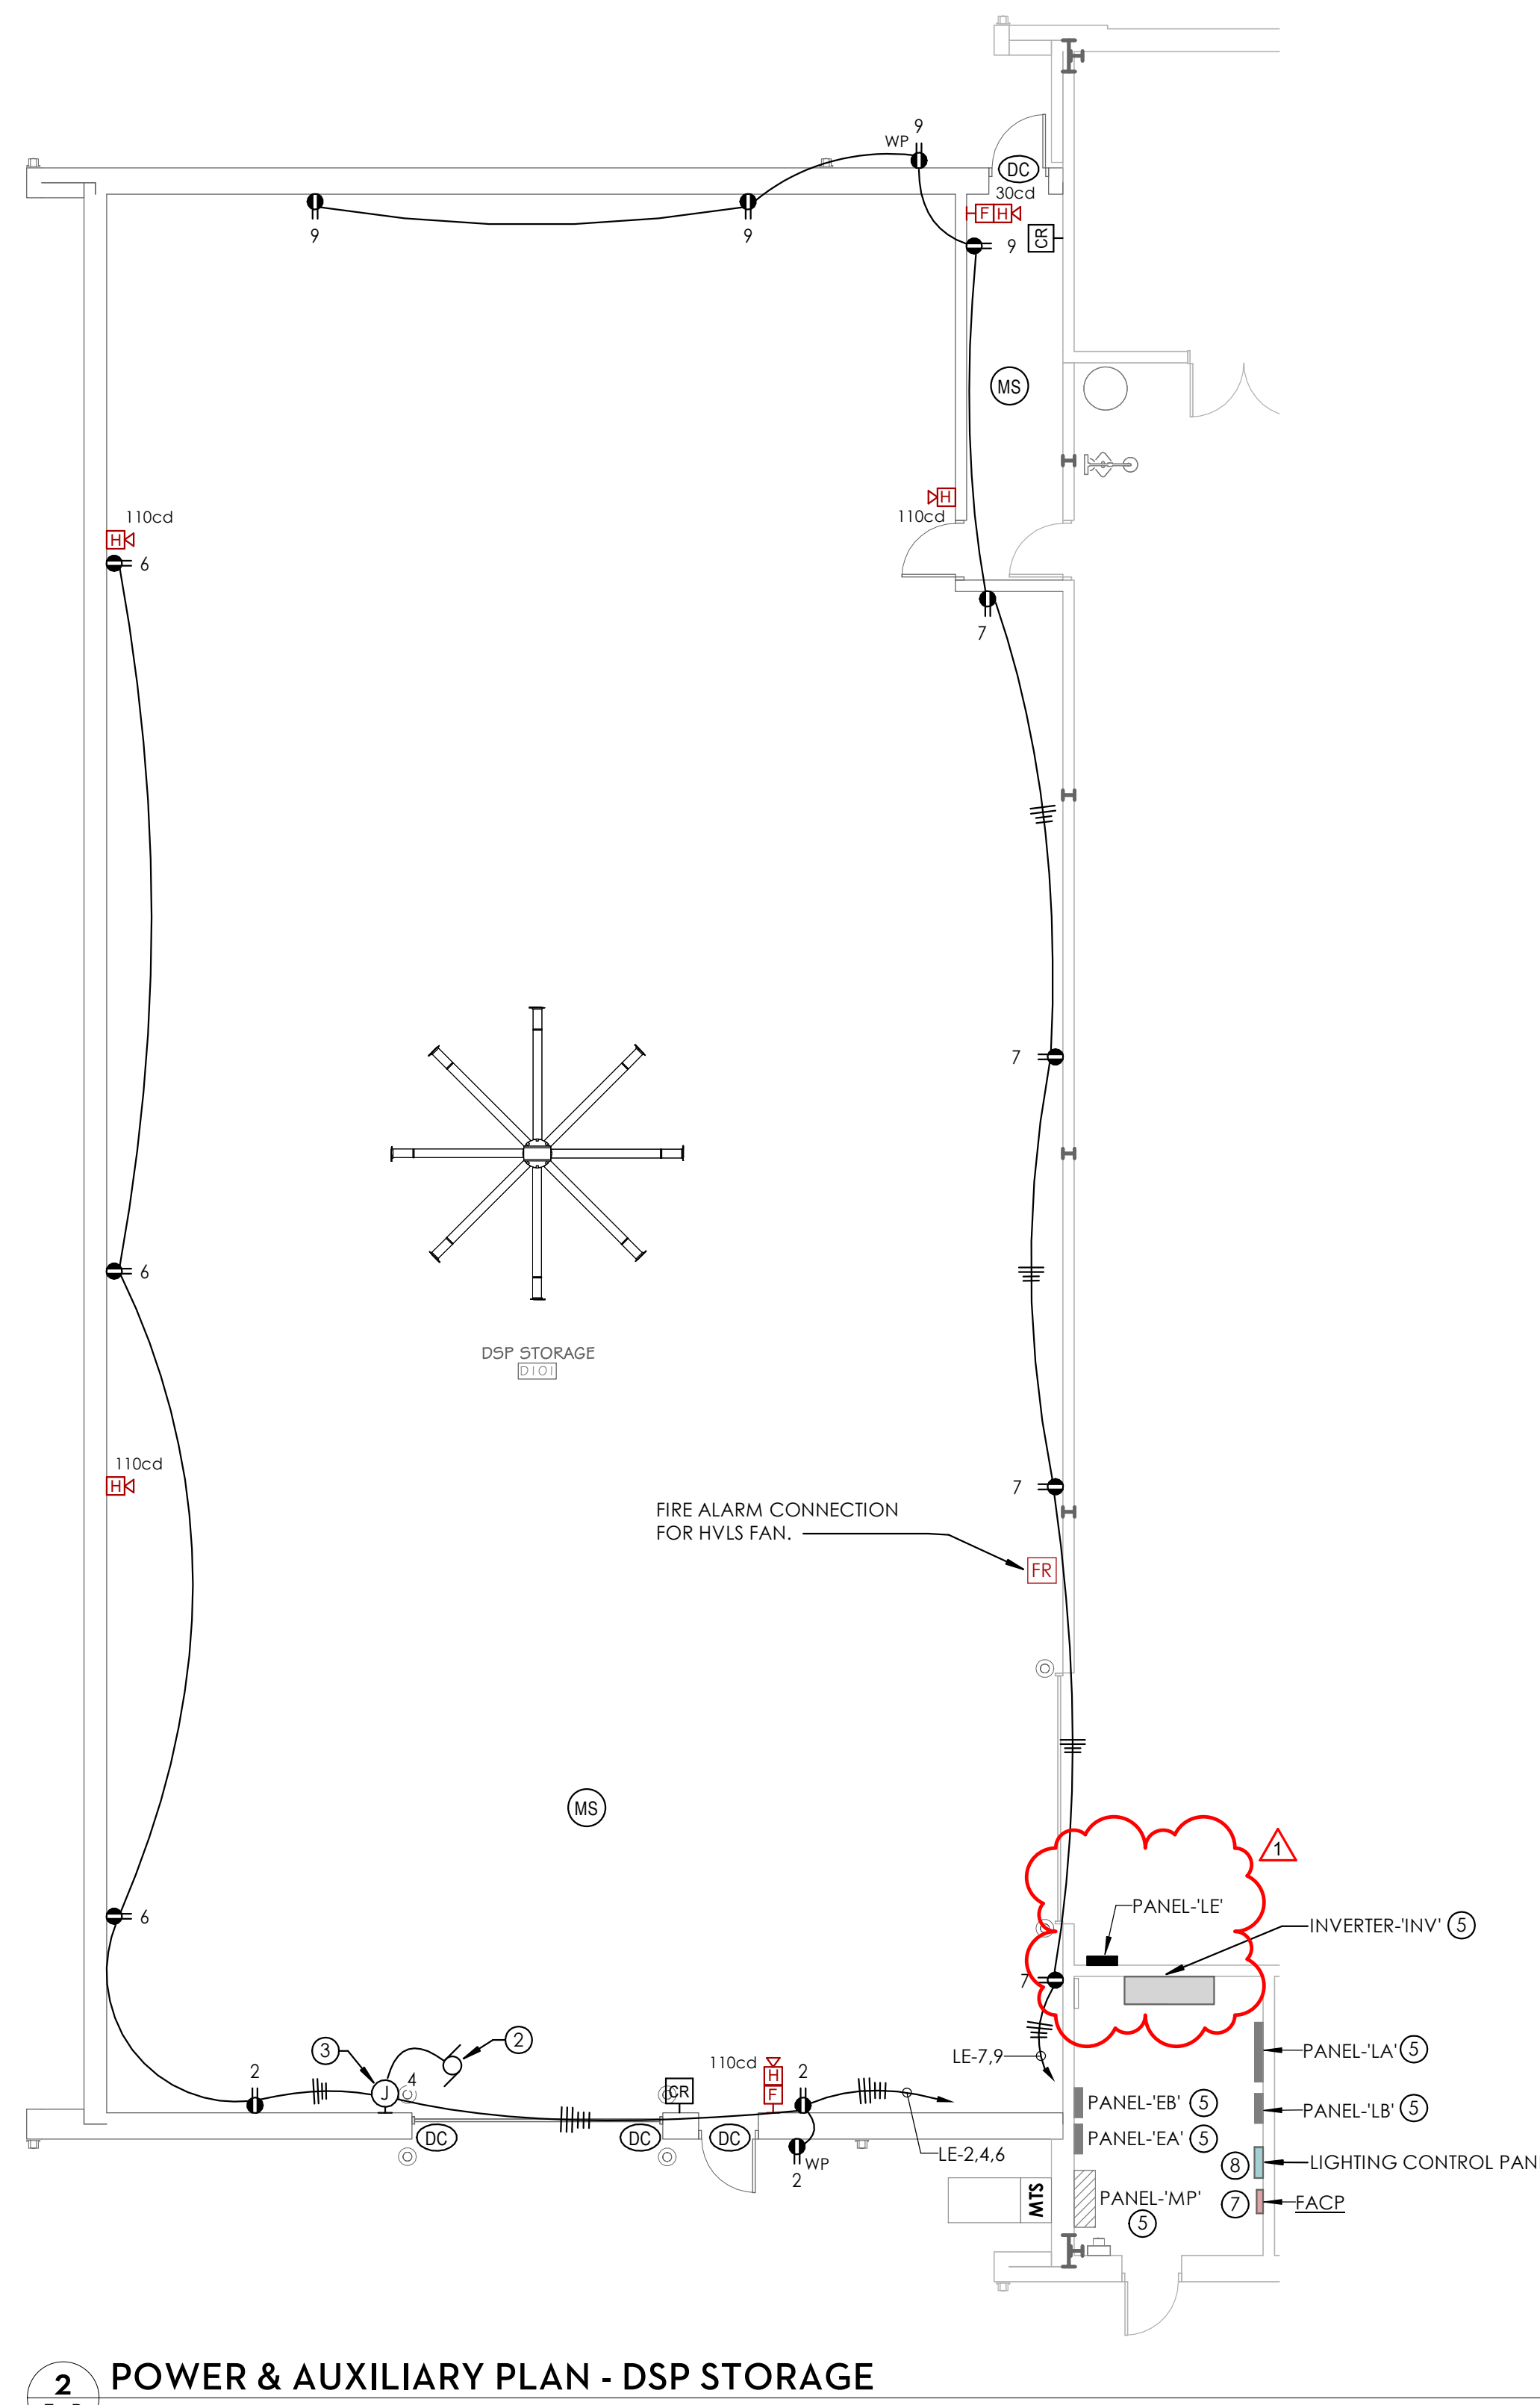 9
WP
DC
30cd
F H
9
CR
9
9
MS
110cd
H
H
110cd
6
7
7
6
DSP STORAGE
D101
110cd
H
7
FIRE ALARM CONNECTION
FOR HVLS FAN.
FR
MS
1
PANEL-'LE'
INVERTER-'INV' 5
6
7
3
2
2
J
4
110cd
H
F
2
CR
LE-7,9
PANEL-'LA' 5
PANEL-'EB' 5
PANEL-'LB' 5
DC
DC
DC
PANEL-'EA' 5
LE-2,4,6
WP
2
8
LIGHTING CONTROL PAN
MTS
PANEL-'MP'
5
7
FACP
2
POWER & AUXILIARY PLAN - DSP STORAGE